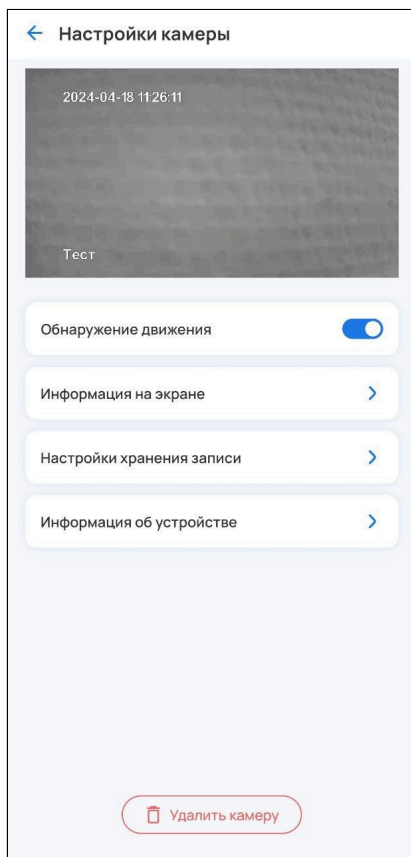 Настройки камеры
2024-04-18 11:26:11
Тест
Обнаружение движения
Информация на экране
Настройки хранения записи
Информация об устройстве
Удалить камеру